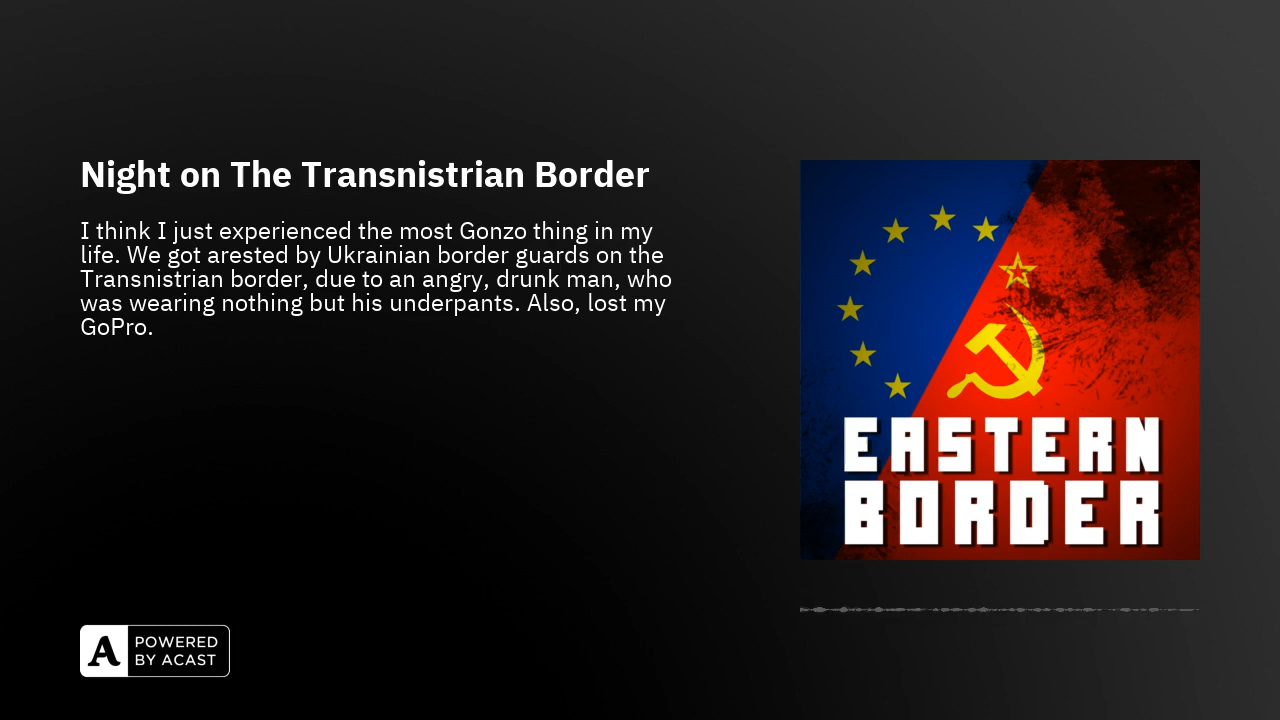 Night on The Transnistrian Border
I think I just experienced the most Gonzo thing in my
life. We got arested by Ukrainian border guards on the
Transnistrian border, due to an angry, drunk man, who
was wearing nothing but his underpants. Also, lost my
GoPro.
EASTERN
BORDER
A POWERED
BY ACAST